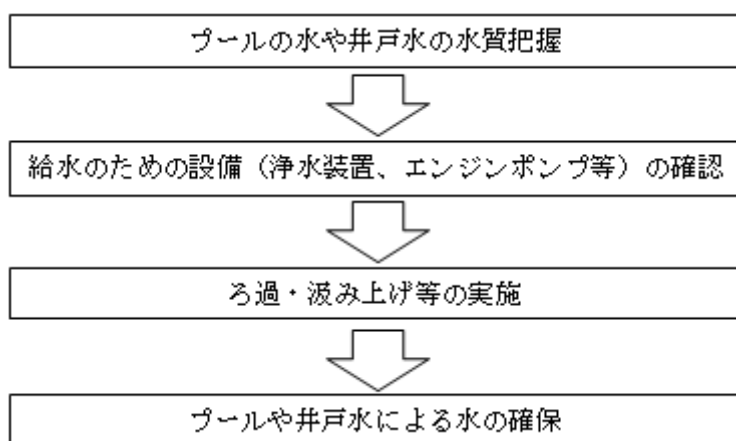 プールの水や井戸水の水質把握
給水のための設備（浄水装置、エンジンポンプ等）の確認
ろ過・汲み上げ等の実施
プールや井戸水による水の確保